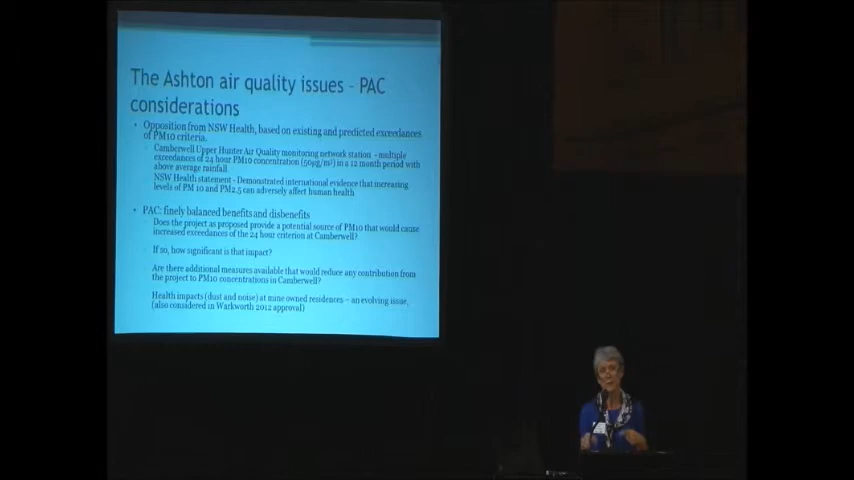 The Ashton air quality issues - PAC
considerations
• Opposition from NSW Health, based on existing and predicted exceedances
of PM10 criteria.
Camberwell Upper Hunter Air Quality monitoring network station - multiple
exceedances of 24 hour PM10 concentration (50µg/m³) in a 12 month period with
above average rainfall
NSW Health statement - Demonstrated international evidence that increasing
levels of PM 10 and PM2.5 can adversely affect human health
• PAC: finely balanced benefits and disbenefits
Does the project as proposed provide a potential source of PM10 that would cause
increased exceedances of the 24 hour criterion at Camberwell?
If so, how significant is that impact?
Are there additional measures available that would reduce any contribution from
the project to PM10 concentrations in Camberwell?
Health impacts (dust and noise) at mine owned residences – an evolving issue,
(also considered in Warkworth 2012 approval)